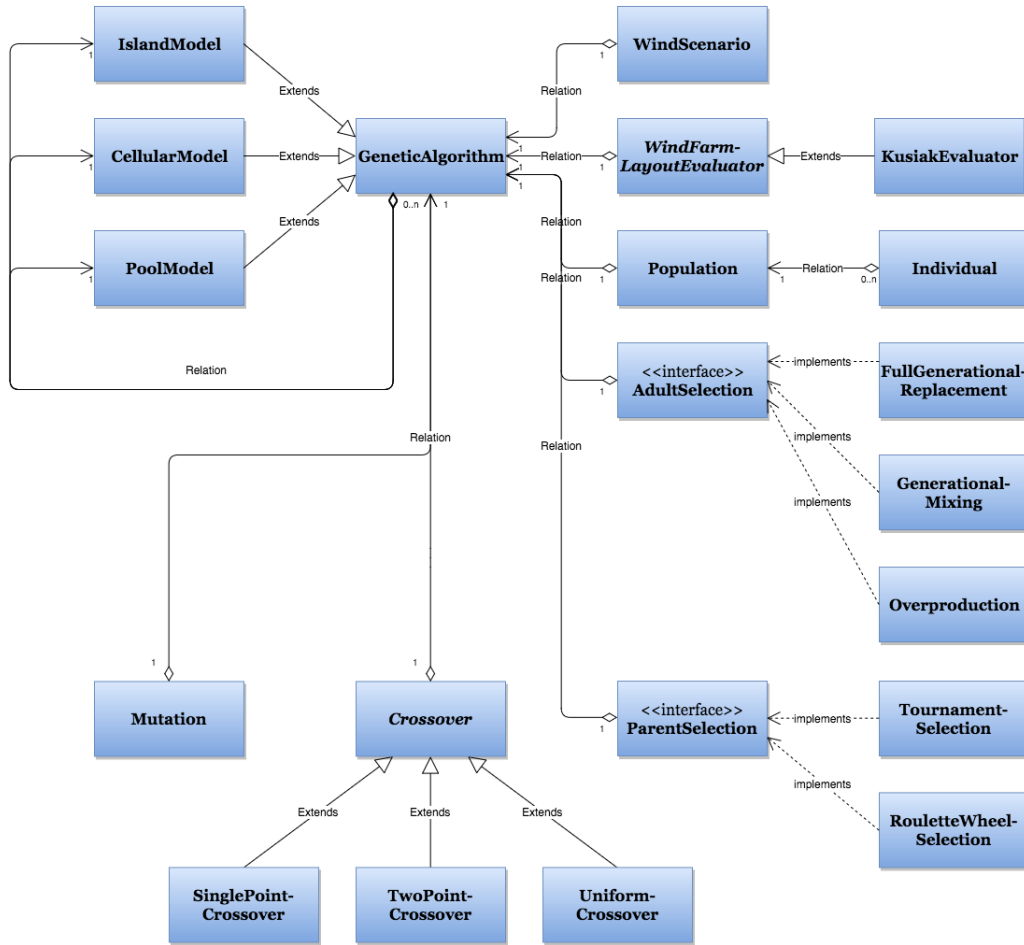 IslandModel
1
Extends
WindScenario
1
Relation
CellularModel
1
Extends
GeneticAlgorithm
1
1
1
0..n
1
Relation
WindFarm-
LayoutEvaluator
1
Extends
KusiakEvaluator
PoolModel
1
Extends
Relation
Population
1
Relation
1
0..n
Individual
Relation
Relation
<<interface>>
AdultSelection
1
implements
FullGenerational-
Replacement
implements
Generational-
Mixing
implements
Overproduction
Relation
Relation
1
Mutation
1
Crossover
<<interface>>
ParentSelection
1
implements
Tournament-
Selection
implements
RouletteWheel-
Selection
Extends
Extends
Extends
SinglePoint-
Crossover
TwoPoint-
Crossover
Uniform-
Crossover